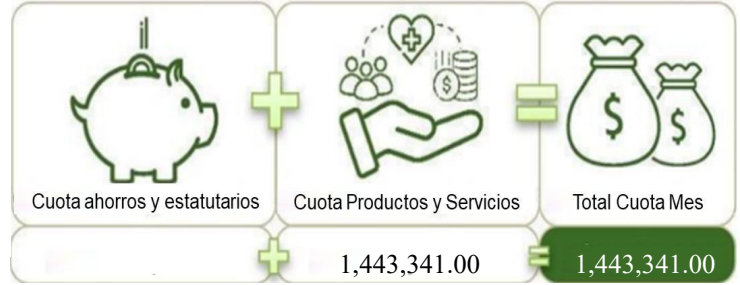 Cuota ahorros y estatutarios
Cuota Productos y Servicios
Total Cuota Mes
1,443,341.00
1,443,341.00